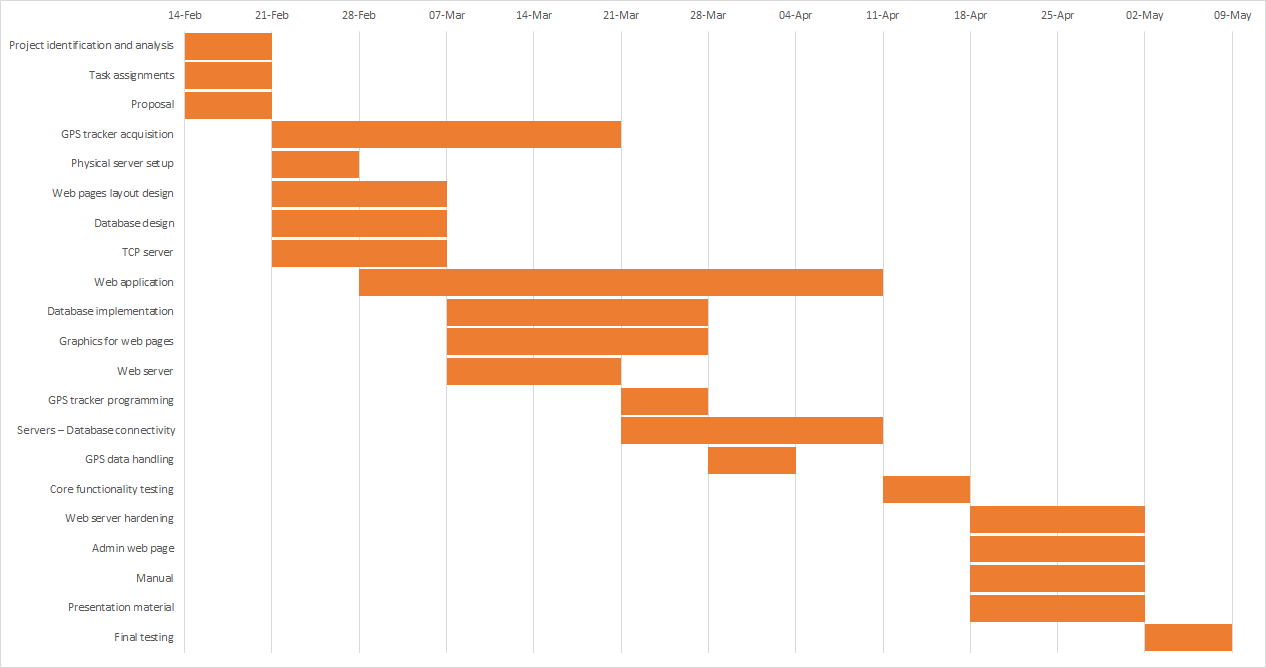 14-Feb 21-Feb 28-Feb 07-Mar 14-Mar 21-Mar 28-Mar 04-Apr 11-Apr 18-Apr 25-Apr 02-May 09-May
Project identification and analysis
Task assignments
Proposal
GPS tracker acquisition
Physical server setup
Web pages layout design
Database design
TCP server
Web application
Database implementation
Graphics for web pages
Web server
GPS tracker programming
Servers – Database connectivity
GPS data handling
Core functionality testing
Web server hardening
Admin web page
Manual
Presentation material
Final testing